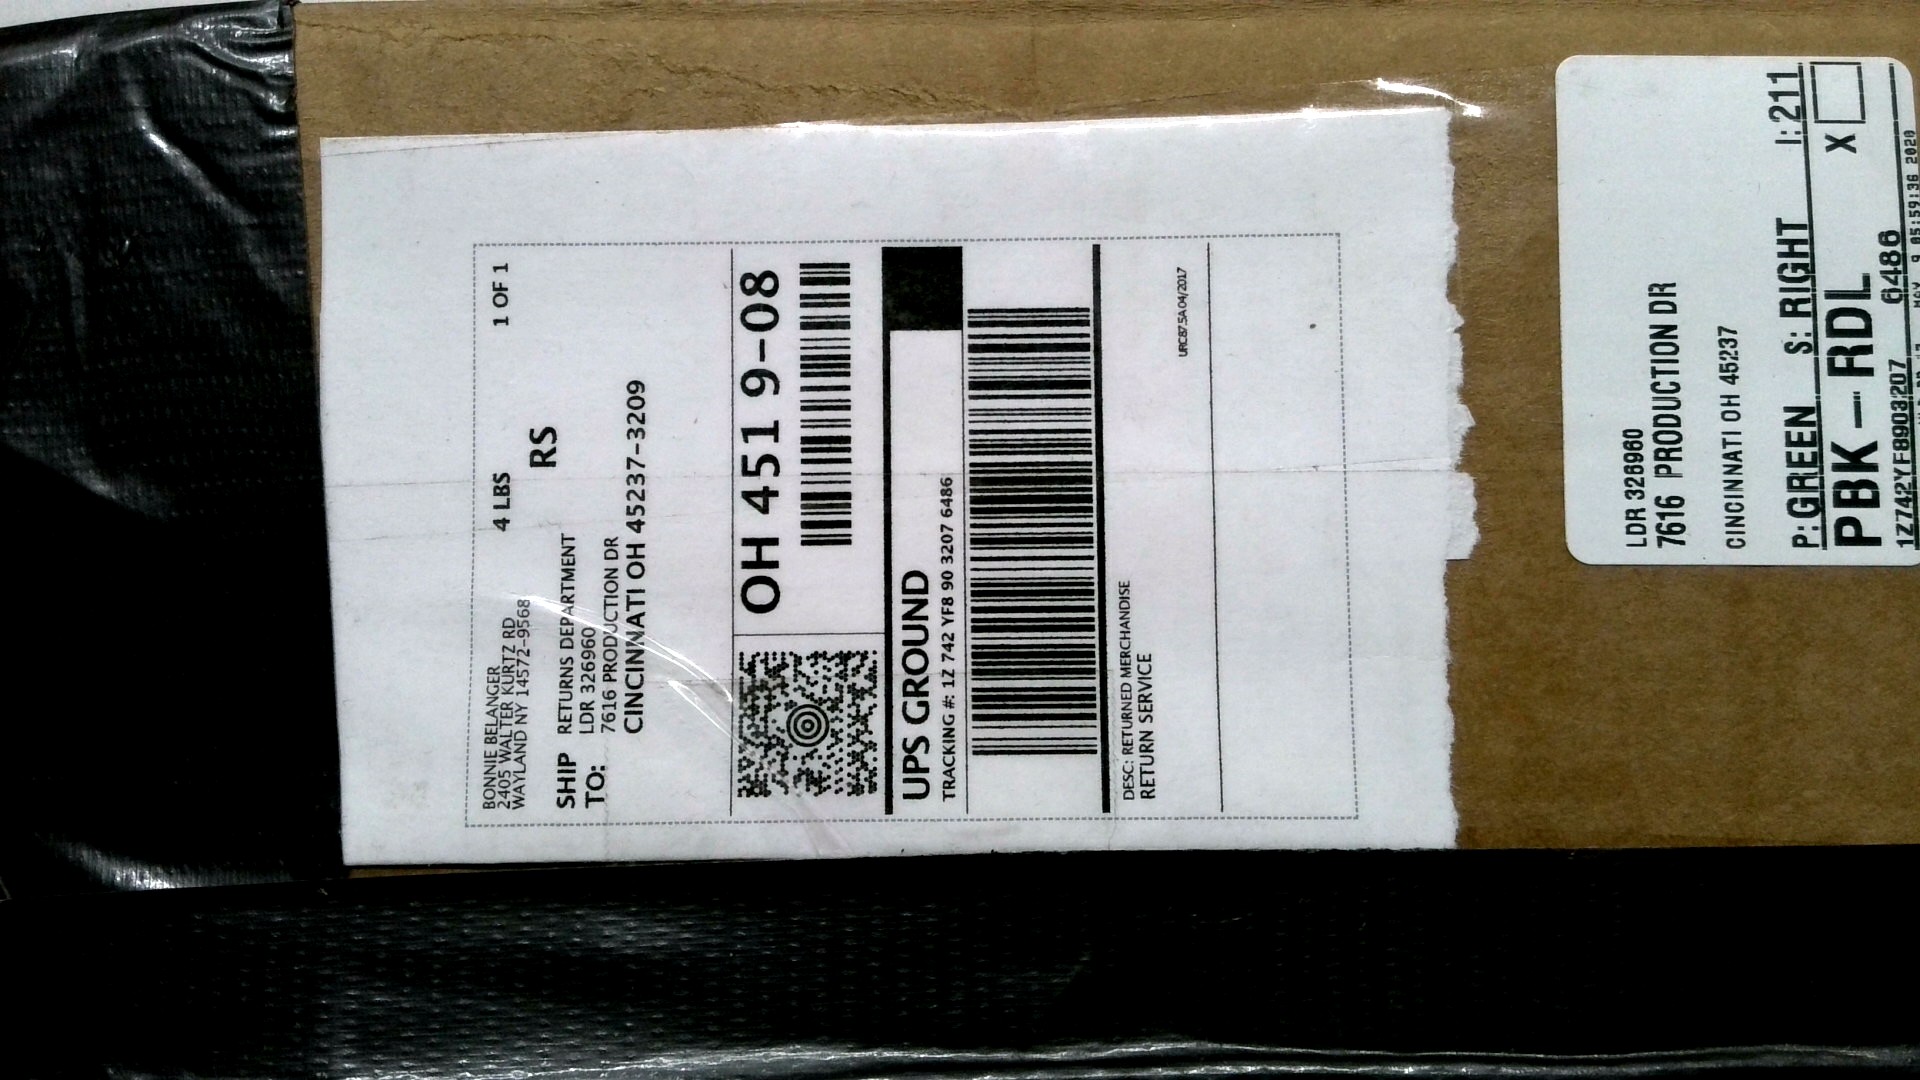 BONNIE BELANGER
2405 WALTER KURTZ RD
WAYLAND NY 14572-9568
4 LBS
1 OF 1
RS
SHIP
TO:
RETURNS DEPARTMENT
LDR 326960
7616 PRODUCTION DR
CINCINNATI OH 45237-3209
OH 451 9-08
UPS GROUND
TRACKING #: 1Z 742 YF8 90 3207 6486
DESC: RETURNED MERCHANDISE
RETURN SERVICE
URC87.5A 04/2017
LDR 326960
7616 PRODUCTION DR
CINCINNATI OH 45237
P: GREEN S: RIGHT I: 211
PBK-RDL X
1Z742YF8903207 6486